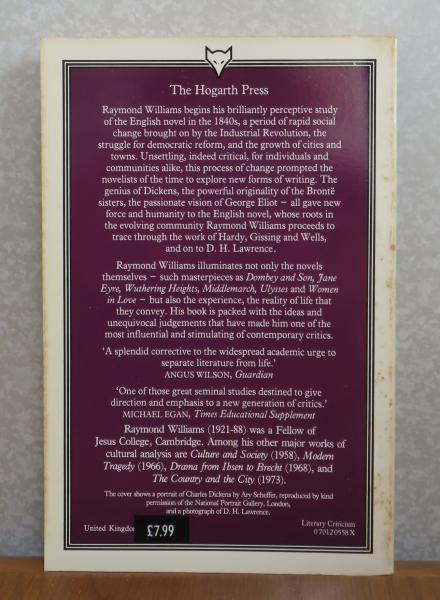 The Hogarth Press
Raymond Williams begins his brilliantly perceptive study
of the English novel in the 1840s, a period of rapid social
change brought on by the Industrial Revolution, the
struggle for democratic reform, and the growth of cities and
towns. Unsettling, indeed critical, for individuals and
communities alike, this process of change prompted the
novelists of the time to explore new forms of writing. The
genius of Dickens, the powerful originality of the Brontë
sisters, the passionate vision of George Eliot – all gave new
force and humanity to the English novel, whose roots in
the evolving community Raymond Williams proceeds to
trace through the work of Hardy, Gissing and Wells,
and on to D. H. Lawrence.
Raymond Williams illuminates not only the novels
themselves – such masterpieces as Dombey and Son, Jane
Eyre, Wuthering Heights, Middlemarch, Ulysses and Women
in Love – but also the experience, the reality of life that
they convey. His book is packed with the ideas and
unequivocal judgements that have made him one of the
most influential and stimulating of contemporary critics.
‘A splendid corrective to the widespread academic urge to
separate literature from life.’
ANGUS WILSON, Guardian
‘One of those great seminal studies destined to give
direction and emphasis to a new generation of critics.’
MICHAEL EGAN, Times Educational Supplement
Raymond Williams (1921-88) was a Fellow of
Jesus College, Cambridge. Among his other major works of
cultural analysis are Culture and Society (1958), Modern
Tragedy (1966), Drama from Ibsen to Brecht (1968), and
The Country and the City (1973).
The cover shows a portrait of Charles Dickens by Ary Scheffer, reproduced by kind
permission of the National Portrait Gallery, London,
and a photograph of D. H. Lawrence.
United Kingdo
£7.99
Literary Criticism
0 7012 0558 X